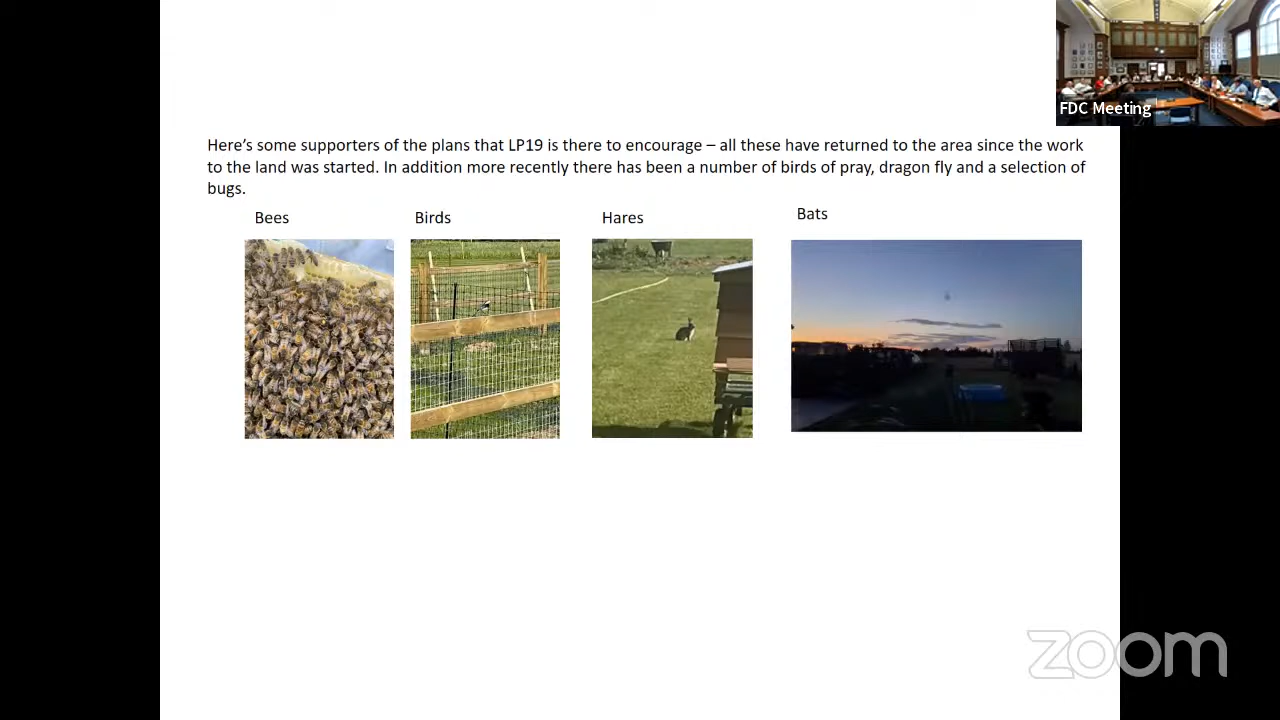 FDC Meeting
Here's some supporters of the plans that LP19 is there to encourage – all these have returned to the area since the work
to the land was started. In addition more recently there has been a number of birds of pray, dragon fly and a selection of
bugs.
Bees
Birds
Hares
Bats
zoom